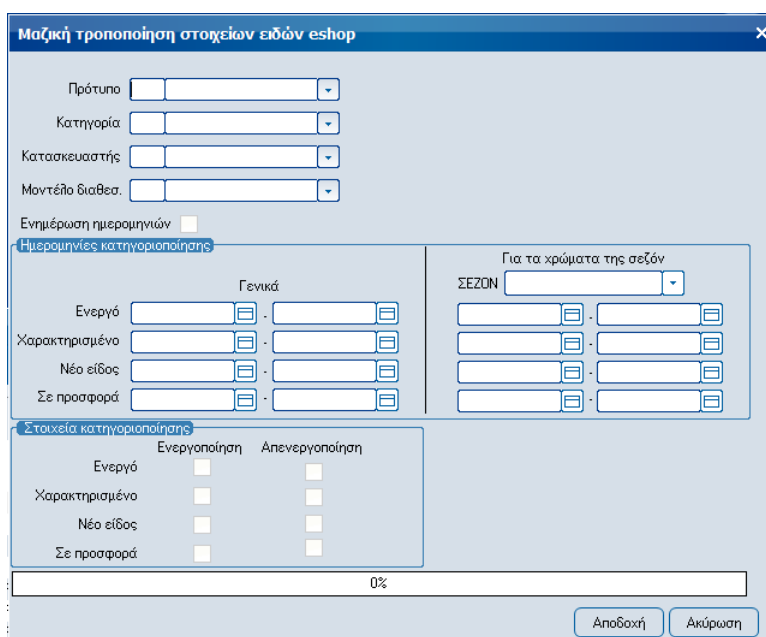 Μαζική τροποποίηση στοιχείων ειδών eshop
Πρότυπο
Κατηγορία
Κατασκευαστής
Μοντέλο διαθεσ.
Ενημέρωση ημερομηνιών
Ημερομηνίες κατηγοριοποίησης
Για τα χρώματα της σεζόν
Γενικά
ΣΕΖΟΝ
Ενεργό - -
Χαρακτηρισμένο - -
Νέο είδος - -
Σε προσφορά - -
Στοιχεία κατηγοριοποίησης
Ενεργοποίηση Απενεργοποίηση
Ενεργό
Χαρακτηρισμένο
Νέο είδος
Σε προσφορά
0%
Αποδοχή Ακύρωση